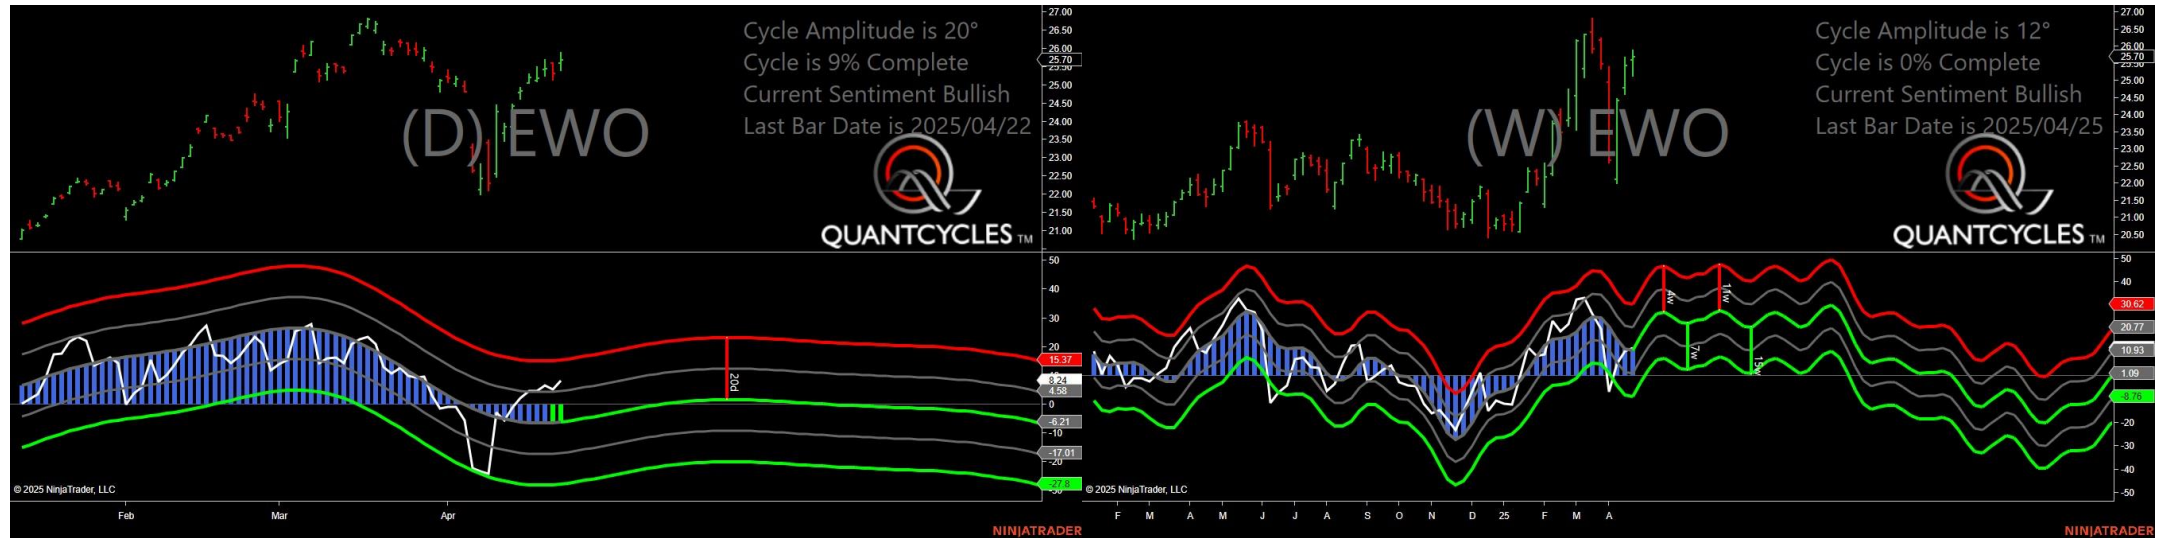 Cycle Amplitude is 20°
Cycle is 9% Complete
Current Sentiment Bullish
Last Bar Date is 2025/04/22
(D) EWO
QUANTCYCLES TM
27.00
26.50
26.00
25.70
25.50
25.00
24.50
24.00
23.50
23.00
22.50
22.00
21.50
21.00
50
40
30
20
15.37
8.24
4.58
0
-6.21
-10
-17.01
-20
-27.8
20d
© 2025 NinjaTrader, LLC
Feb Mar Apr
NINJATRADER
Cycle Amplitude is 12°
Cycle is 0% Complete
Current Sentiment Bullish
Last Bar Date is 2025/04/25
(W) EWO
QUANTCYCLES TM
27.00
26.50
26.00
25.70
25.50
25.00
24.50
24.00
23.50
23.00
22.50
22.00
21.50
21.00
20.50
50
40
30.62
20.77
10.93
1.09
-8.76
-20
-30
-40
-50
4w
7w
11w
15w
© 2025 NinjaTrader, LLC
F M A M J J A S O N D 25 F M A
NINJATRADER